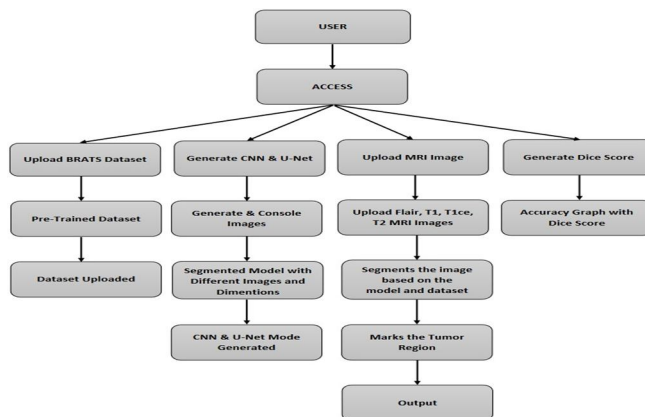 USER
ACCESS
Upload BRATS Dataset
Generate CNN & U-Net
Upload MRI Image
Generate Dice Score
Pre-Trained Dataset
Generate & Console
Images
Upload Flair, T1, T1ce,
T2 MRI Images
Accuracy Graph with
Dice Score
Dataset Uploaded
Segmented Model with
Different Images and
Dimentions
Segments the image
based on the
model and dataset
CNN & U-Net Mode
Generated
Marks the Tumor
Region
Output